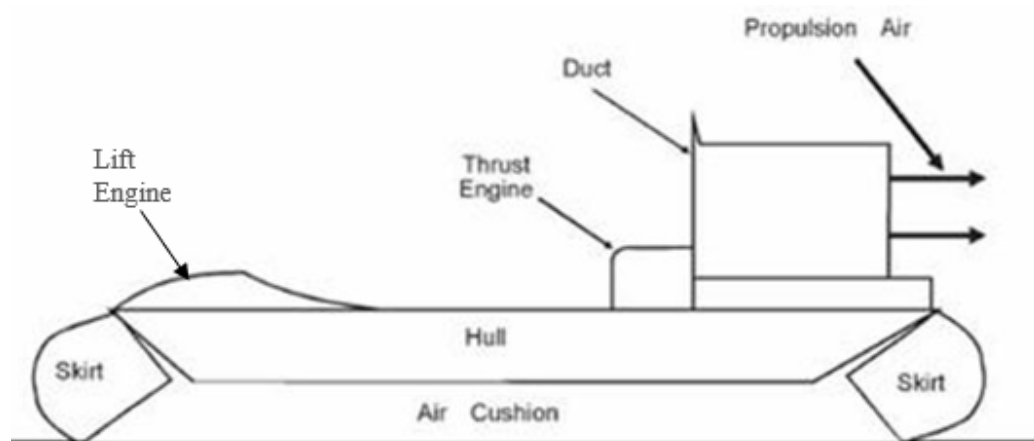 Propulsion Air
Duct
Lift
Engine
Thrust
Engine
Hull
Skirt
Skirt
Air Cushion